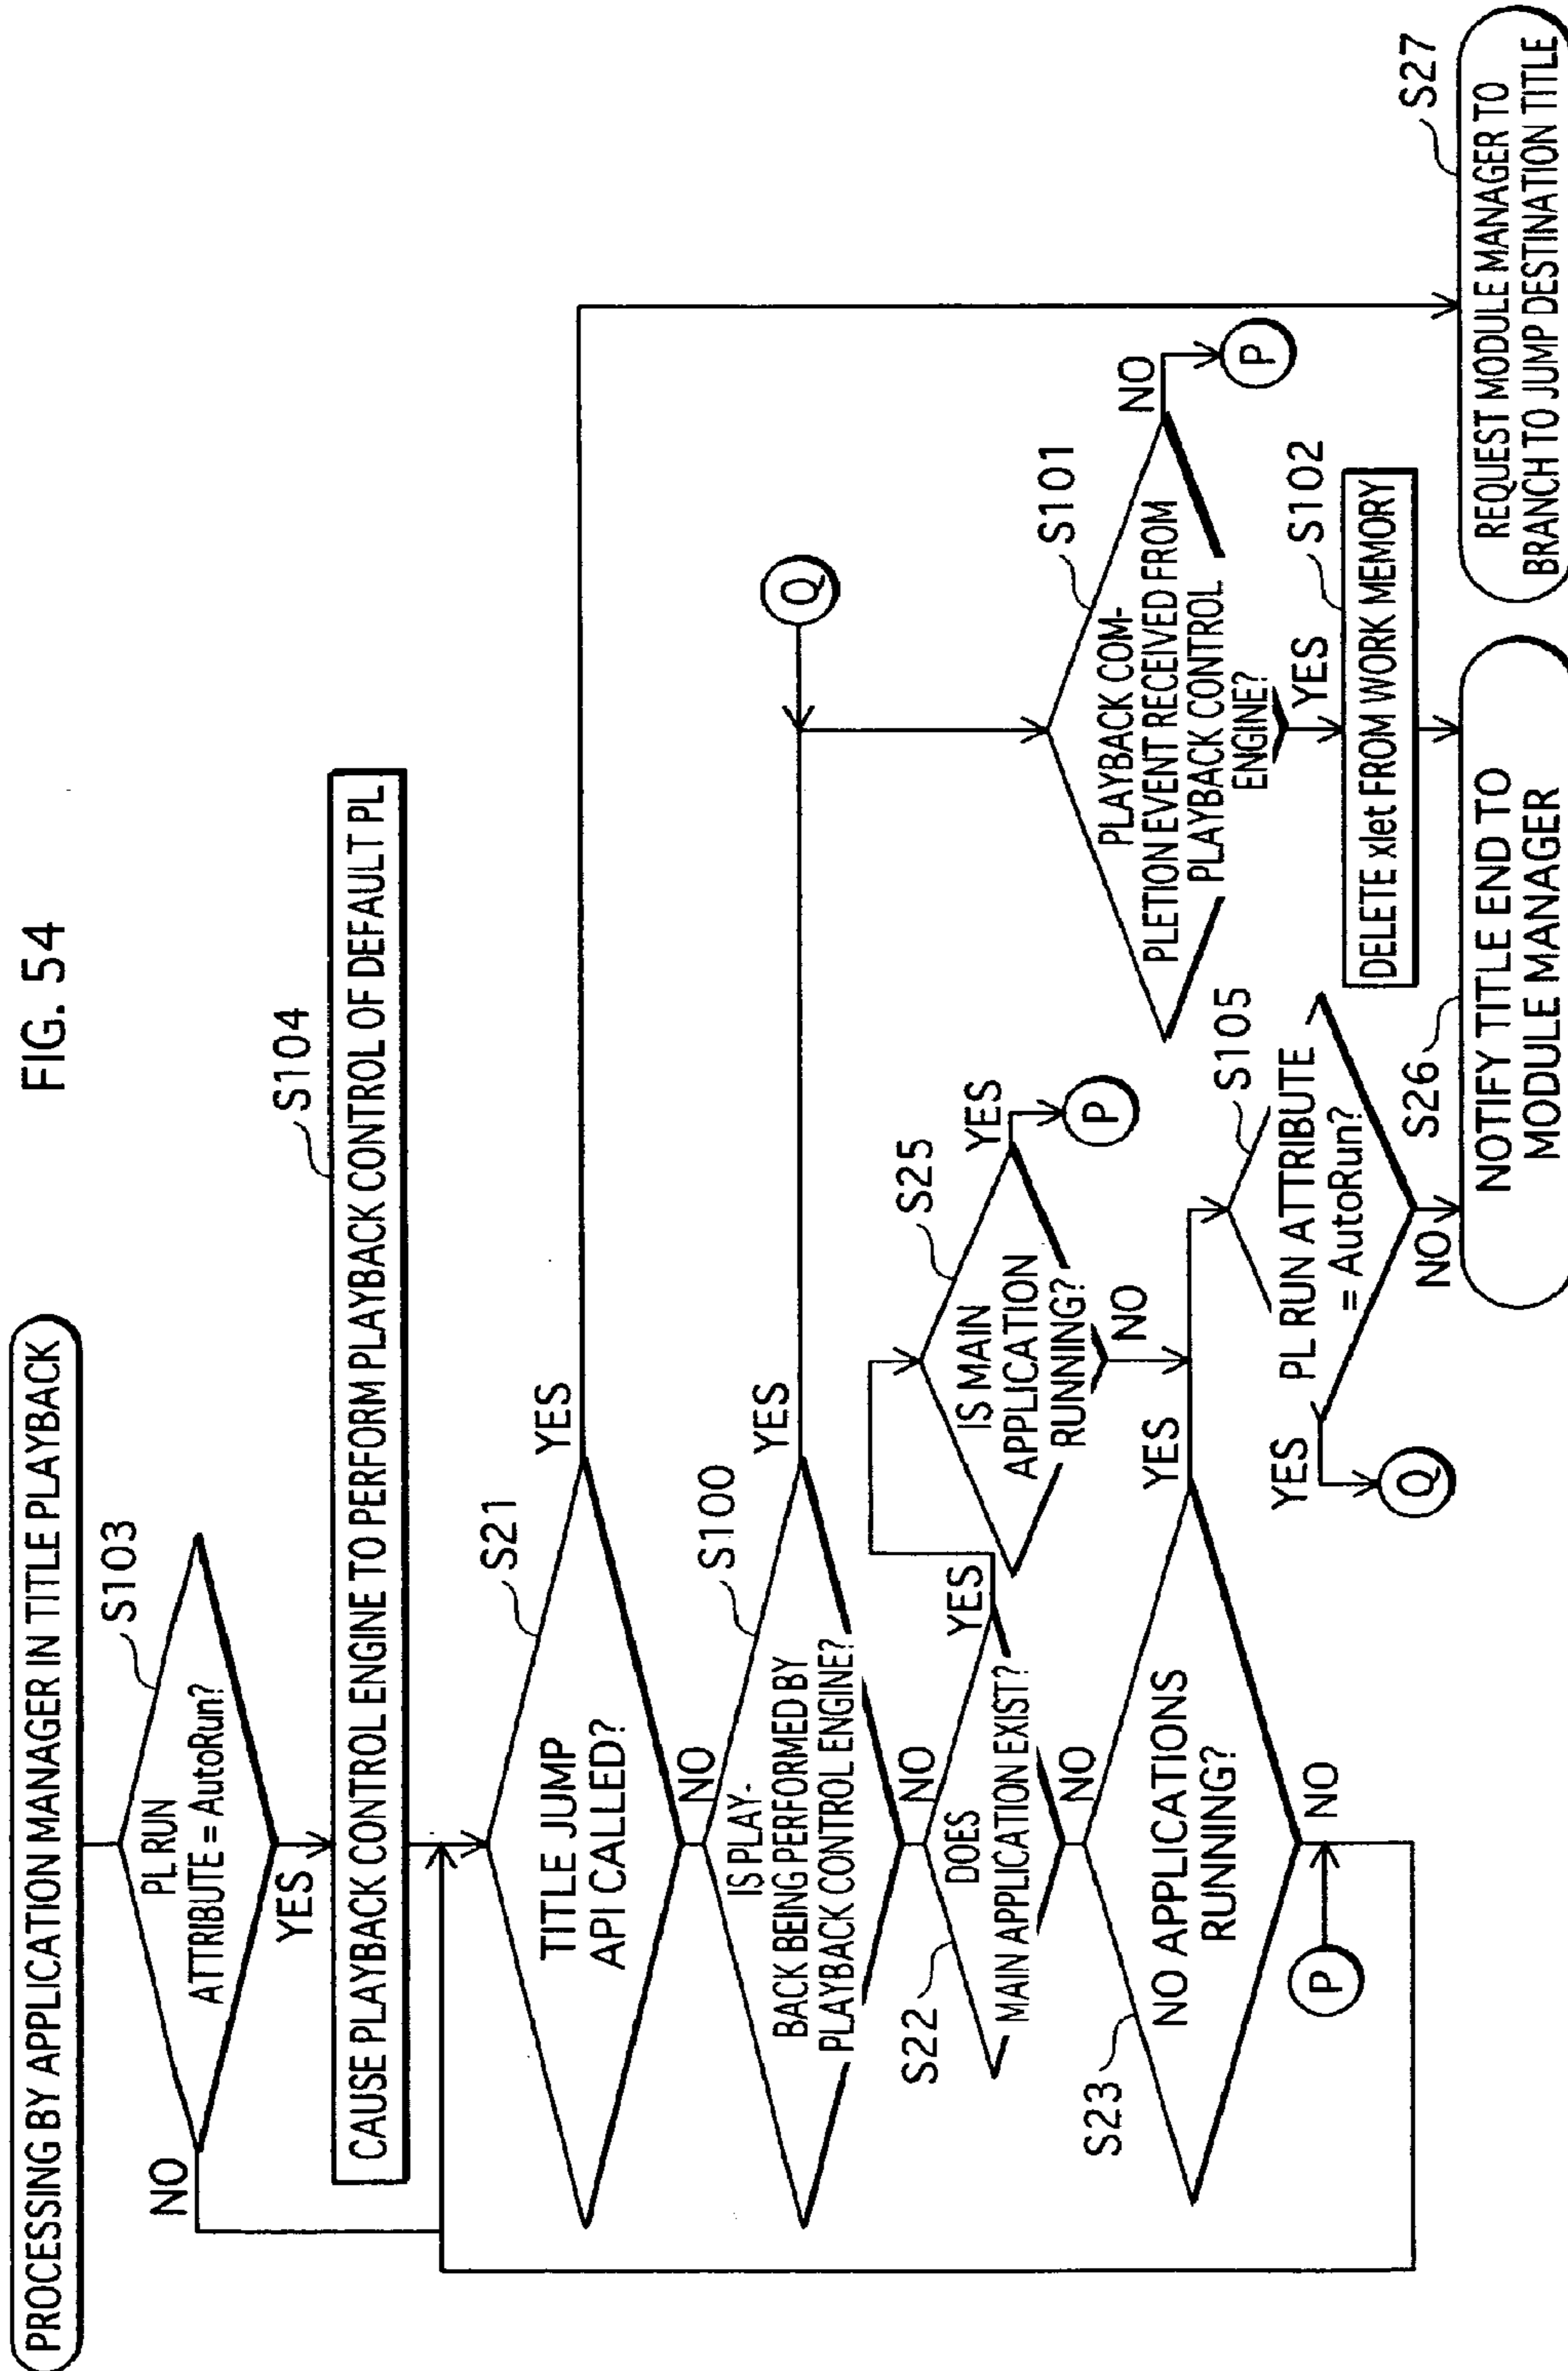 FIG. 54
PROCESSING BY APPLICATION MANAGER IN TITLE PLAYBACK
S103
PL RUN
ATTRIBUTE = AutoRun?
NO
YES
S104
CAUSE PLAYBACK CONTROL ENGINE TO PERFORM PLAYBACK CONTROL OF DEFAULT PL
S21
TITLE JUMP
API CALLED?
YES
NO
S100
IS PLAY-
BACK BEING PERFORMED BY
PLAYBACK CONTROL ENGINE?
YES
NO
Q
S22
DOES
MAIN APPLICATION EXIST?
YES
NO
S25
IS MAIN
APPLICATION
RUNNING?
YES
P
NO
S23
NO APPLICATIONS
RUNNING?
YES
NO
P
S101
PLAYBACK COM-
PLETION EVENT RECEIVED FROM
PLAYBACK CONTROL
ENGINE?
NO
P
YES
S102
DELETE xlet FROM WORK MEMORY
S105
PL RUN ATTRIBUTE
= AutoRun?
YES
Q
NO
S26
NOTIFY TITLE END TO
MODULE MANAGER
S27
REQUEST MODULE MANAGER TO
BRANCH TO JUMP DESTINATION TITLE